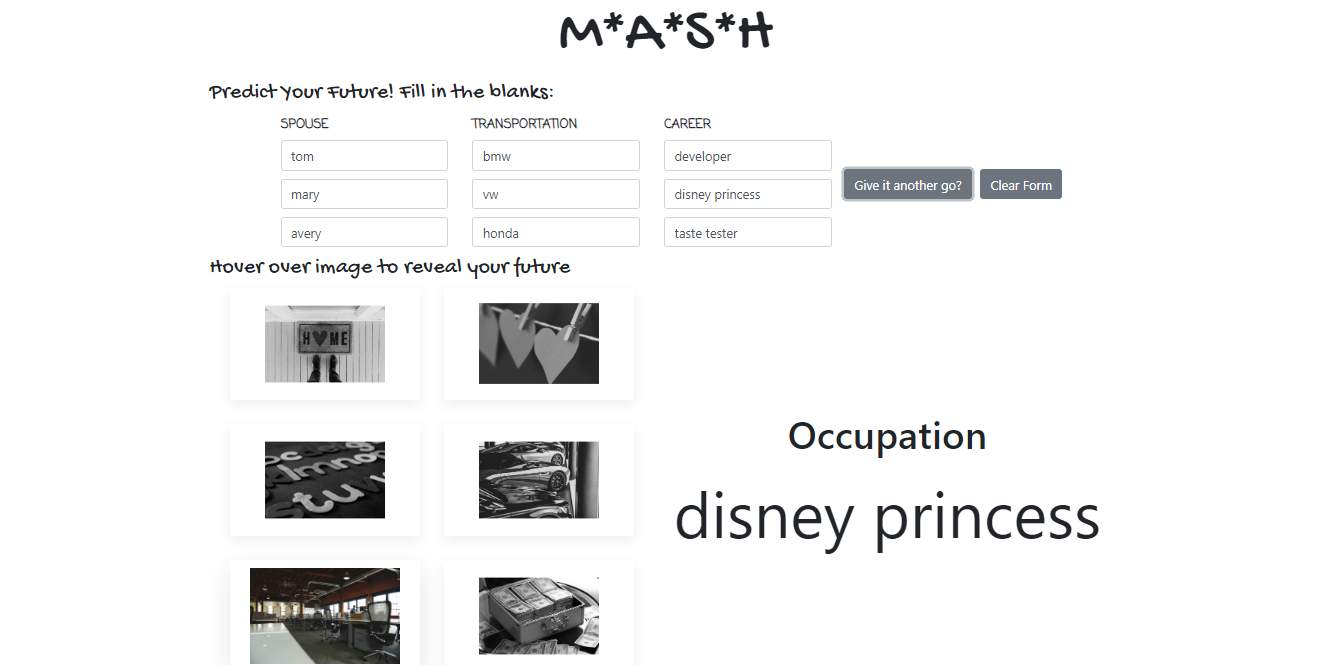 M*A*S*H
Predict Your Future! Fill in the blanks:
SPOUSE TRANSPORTATION CAREER
tom bmw developer
mary vw disney princess
Give it another go? Clear Form
avery honda taste tester
Hover over image to reveal your future
H ME
Occupation
disney princess